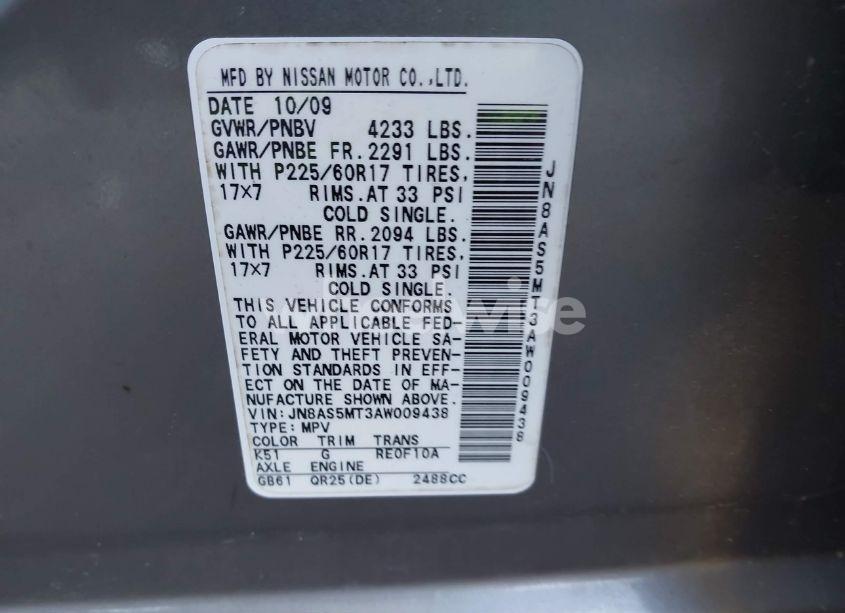 MFD BY NISSAN MOTOR CO.,LTD.
DATE 10/09
GVWR/PNBV 4233 LBS.
GAWR/PNBE FR. 2291 LBS.
WITH P225/60R17 TIRES,
17×7 RIMS. AT 33 PSI
COLD SINGLE.
GAWR/PNBE RR. 2094 LBS.
WITH P225/60R17 TIRES,
17×7 RIMS. AT 33 PSI
COLD SINGLE.
THIS VEHICLE CONFORMS
TO ALL APPLICABLE FED-
ERAL MOTOR VEHICLE SA-
FETY AND THEFT PREVEN-
TION STANDARDS IN EFF-
ECT ON THE DATE OF MA-
NUFACTURE SHOWN ABOVE.
VIN: JN8AS5MT3AW009438
TYPE: MPV
COLOR TRIM TRANS
K51 G RE0F10A
AXLE ENGINE
GB61 QR25(DE) 2488CC
JN8AS5MT3AW009438